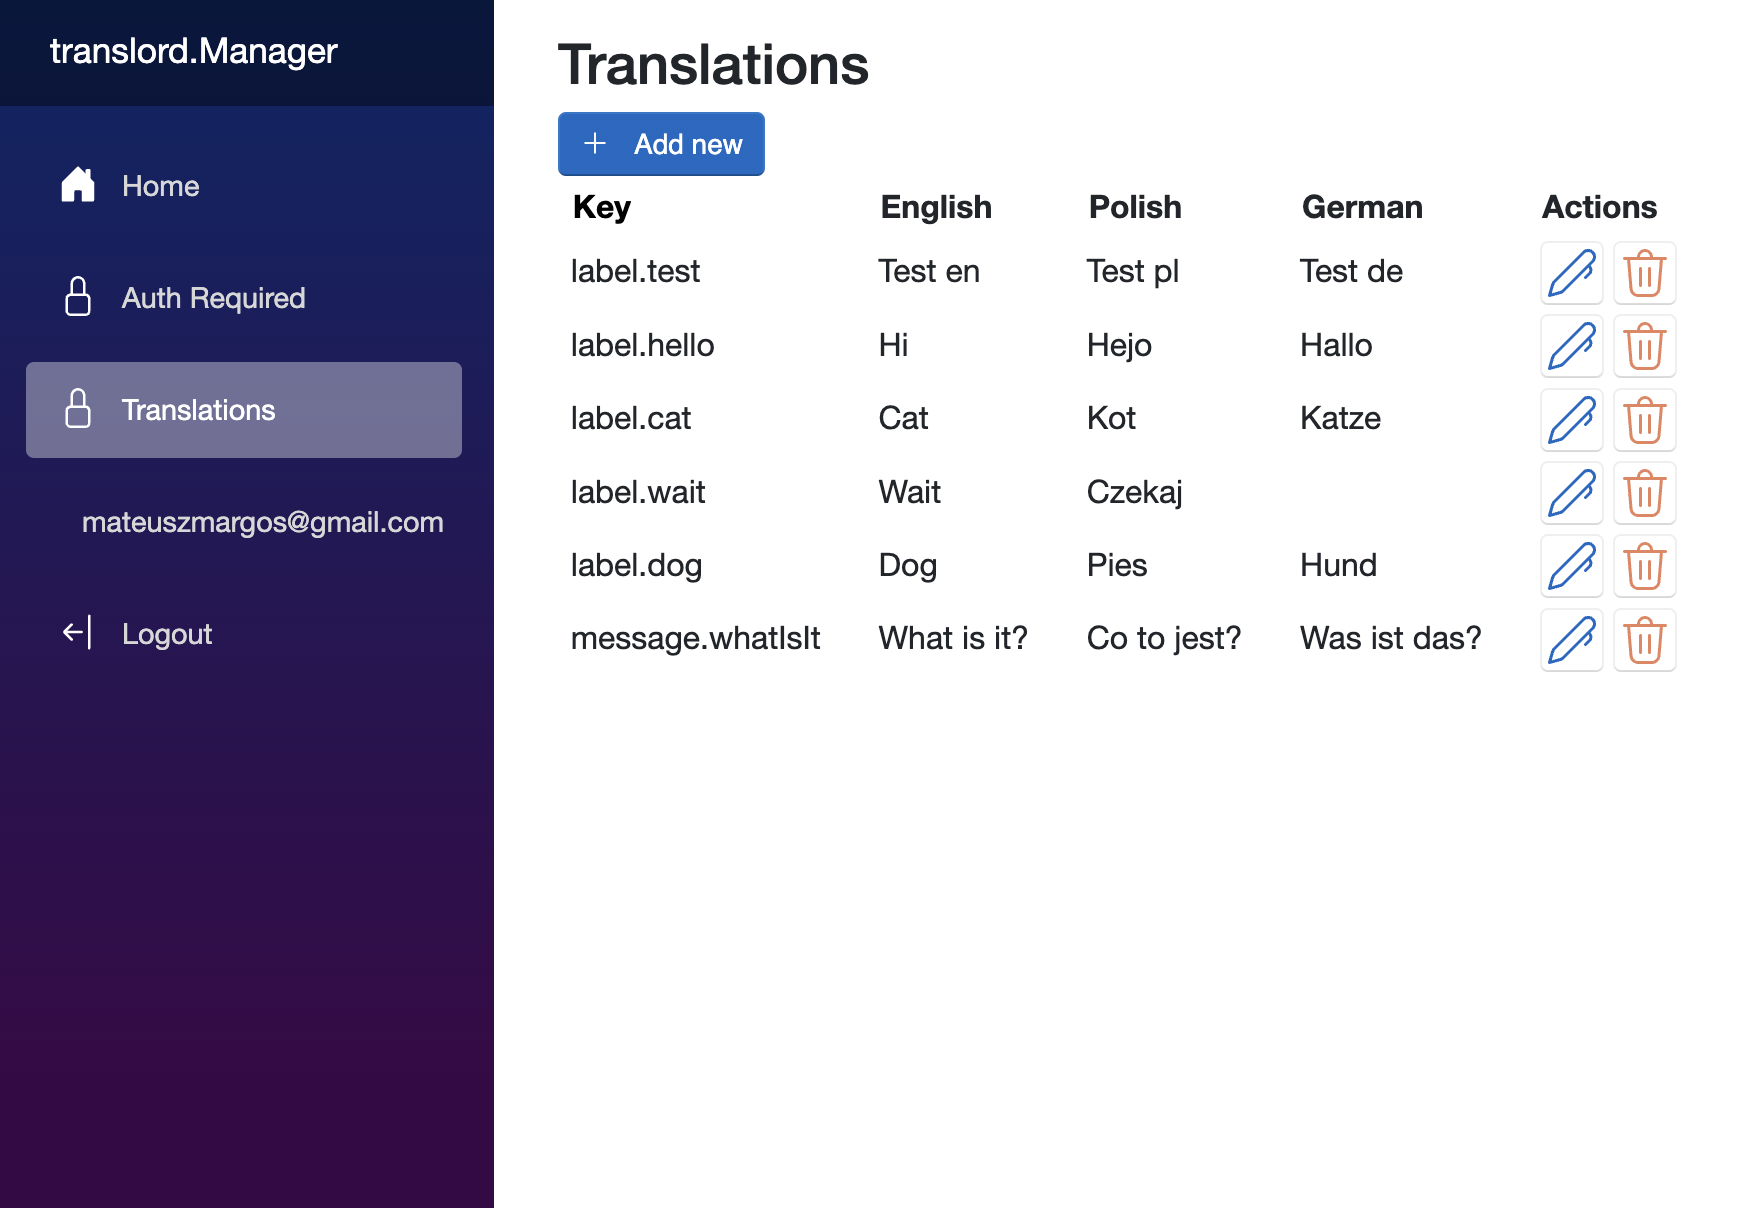 translord.Manager
Home
Auth Required
Translations
mateuszmargos@gmail.com
Logout
Translations
Add new
Key English Polish German Actions
label.test Test en Test pl Test de
label.hello Hi Hejo Hallo
label.cat Cat Kot Katze
label.wait Wait Czekaj
label.dog Dog Pies Hund
message.whatIsIt What is it? Co to jest? Was ist das?